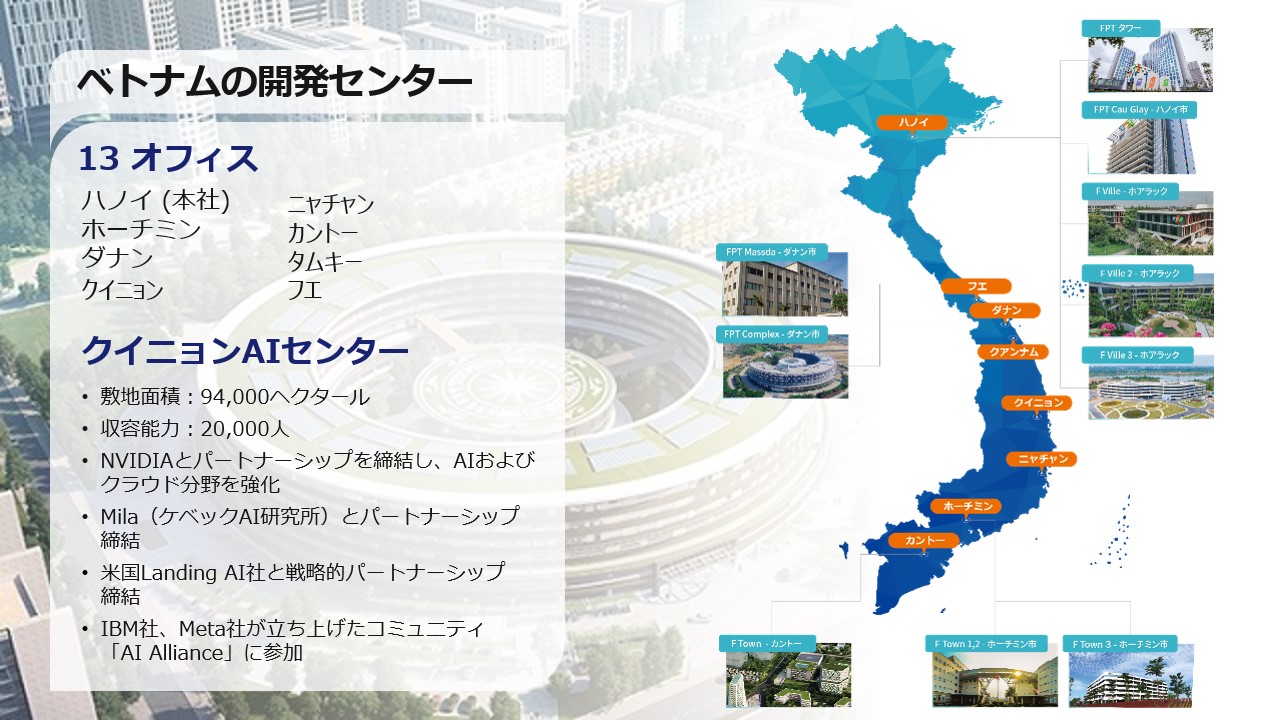 ベトナムの開発センター
13 オフィス
ハノイ (本社)
ホーチミン
ダナン
クイニョン
ニャチャン
カントー
タムキー
フエ
クイニョンAIセンター
• 敷地面積：94,000ヘクタール
• 収容能力：20,000人
• NVIDIAとパートナーシップを締結し、AIおよび
クラウド分野を強化
• Mila（ケベックAI研究所）とパートナーシップ
締結
• 米国Landing AI社と戦略的パートナーシップ
締結
• IBM社、Meta社が立ち上げたコミュニティ
「AI Alliance」に参加
ハノイ
フエ
ダナン
クアンナム
クイニョン
ニャチャン
ホーチミン
カントー
FPT タワー
FPT Cau Giay - ハノイ市
F Ville - ホアラック
F Ville 2 - ホアラック
F Ville 3 - ホアラック
FPT Massda - ダナン市
FPT Complex - ダナン市
F Town - カントー
F Town 1,2 - ホーチミン市
F Town 3 - ホーチミン市